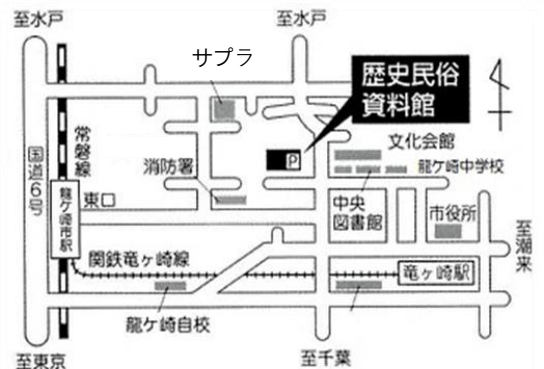 至水戸
至水戸
サプラ
歴史民俗
資料館
文化会館
龍ケ崎中学校
常磐線
消防署
国道6号
龍ケ崎市駅
東口
中央
図書館
市役所
至潮来
関鉄竜ヶ崎線
竜ヶ崎駅
龍ケ崎自校
至東京
至千葉
P